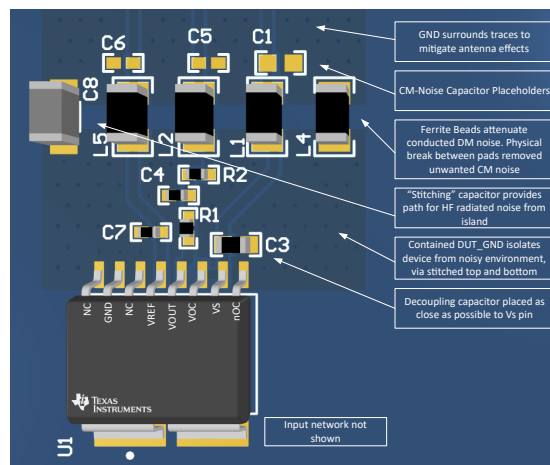 C6
C5
C1
C8
L5
L2
L1
L4
C4
R2
R1
C7
C3
NC
GND
NC
VREF
VOUT
VOC
VS
nOC
TEXAS
INSTRUMENTS
U1
GND surrounds traces to
mitigate antenna effects
CM-Noise Capacitor Placeholders
Ferrite Beads attenuate
conducted DM noise. Physical
break between pads removed
unwanted CM noise
"Stitching" capacitor provides
path for HF radiated noise from
island
Contained DUT_GND isolates
device from noisy environment,
via stitched top and bottom
Decoupling capacitor placed as
close as possible to Vs pin
Input network not
shown